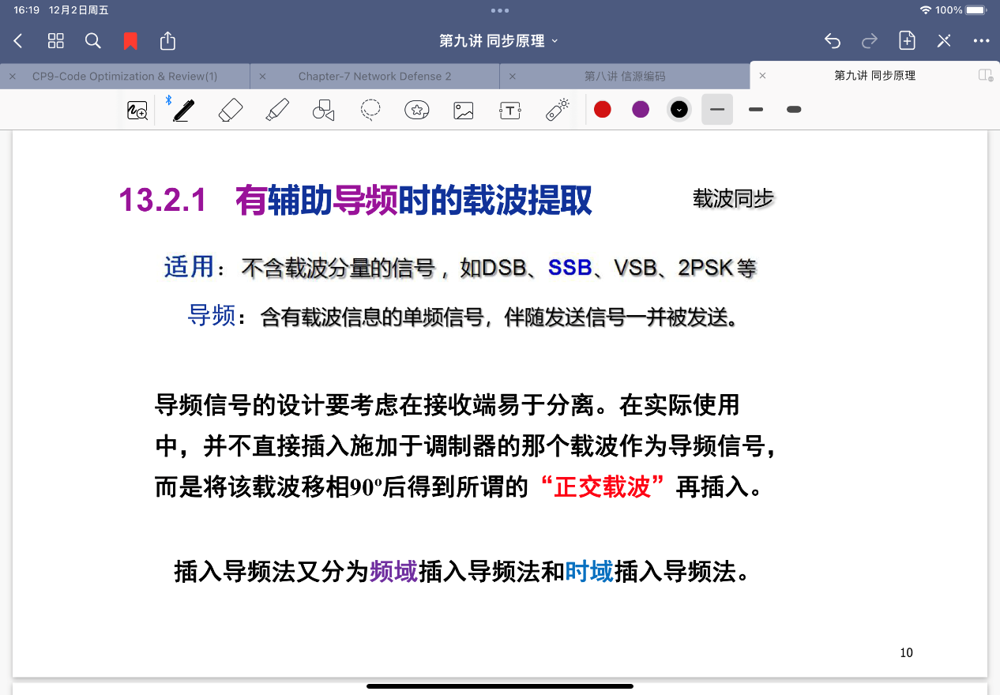 16:19 12月2日周五
100%
第九讲 同步原理
CP9-Code Optimization & Review(1)
Chapter-7 Network Defense 2
第八讲 信源编码
第九讲 同步原理
13.2.1 有辅助导频时的载波提取
载波同步
适用：不含载波分量的信号，如DSB、SSB、VSB、2PSK等
导频：含有载波信息的单频信号，伴随发送信号一并被发送。
导频信号的设计要考虑在接收端易于分离。在实际使用
中，并不直接插入施加于调制器的那个载波作为导频信号，
而是将该载波移相90º后得到所谓的“正交载波”再插入。
插入导频法又分为频域插入导频法和时域插入导频法。
10